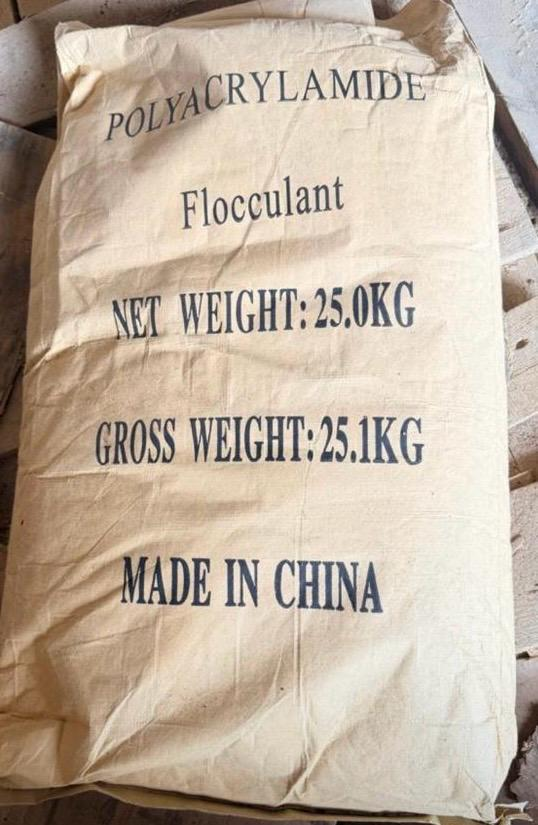 POLYACRYLAMIDE
Flocculant
NET WEIGHT: 25.0KG
GROSS WEIGHT: 25.1KG
MADE IN CHINA